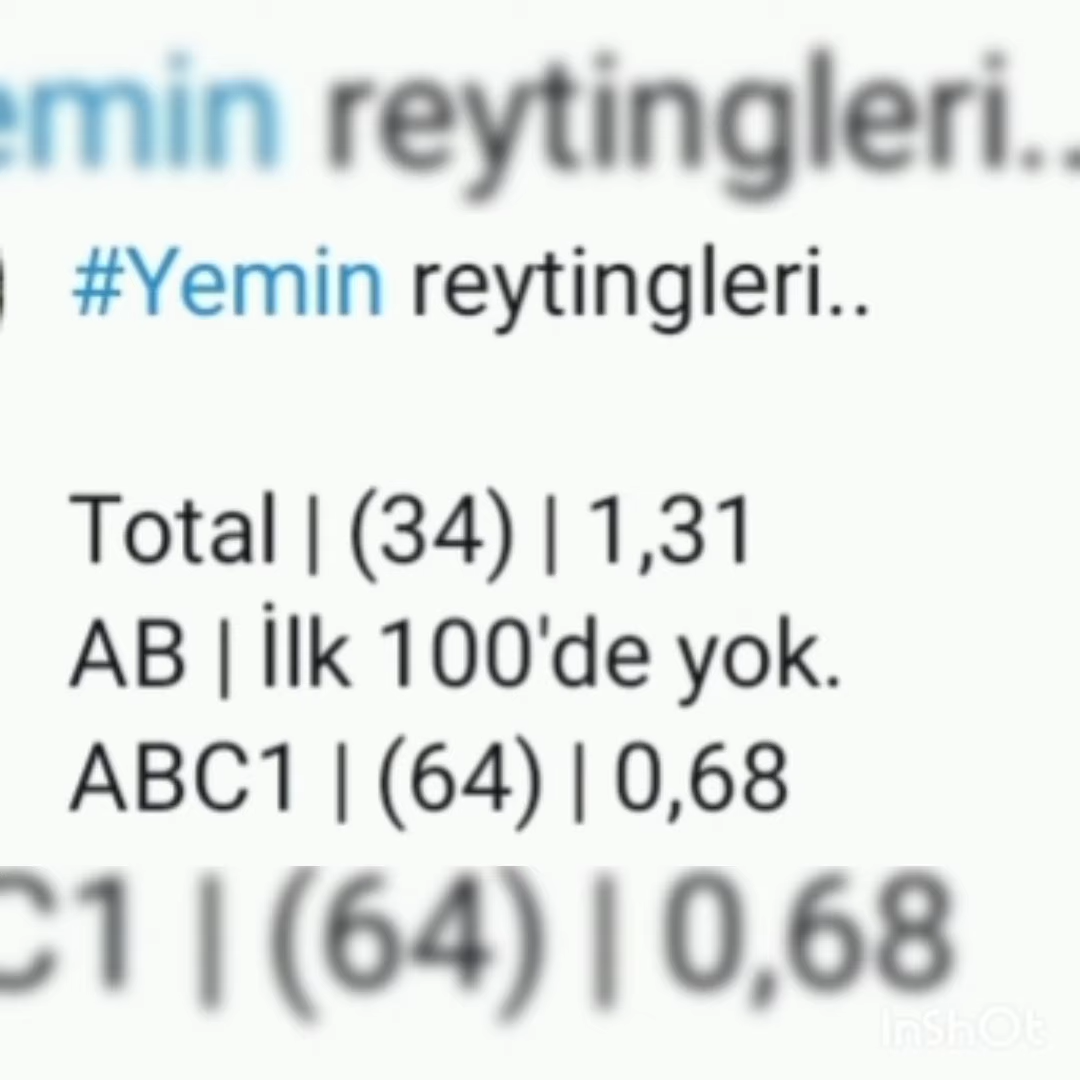 emin reytingleri..
#Yemin reytingleri..
Total | (34) | 1,31
AB | İlk 100'de yok.
ABC1 | (64) | 0,68
C1 | (64) | 0,68
InShOt